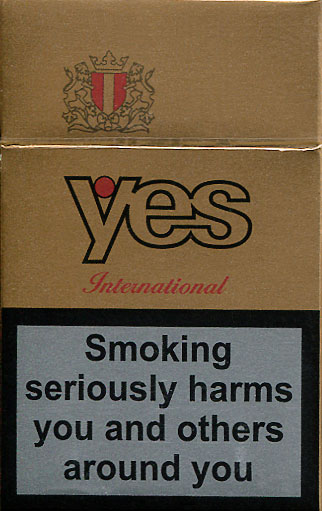 yes
International
Smoking
seriously harms
you and others
around you